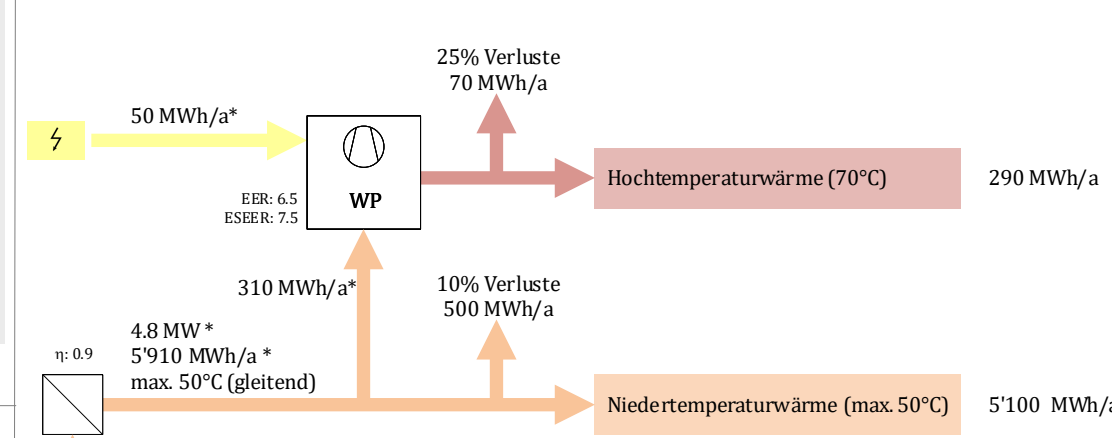 25% Verluste
70 MWh/a
50 MWh/a*
Hochtemperaturwärme (70°C)
290 MWh/a
EER: 6.5
ESEER: 7.5
WP
310 MWh/a*
10% Verluste
500 MWh/a
4.8 MW *
5'910 MWh/a *
max. 50°C (gleitend)
η: 0.9
Niedertemperaturwärme (max. 50°C)
5'100 MWh/a